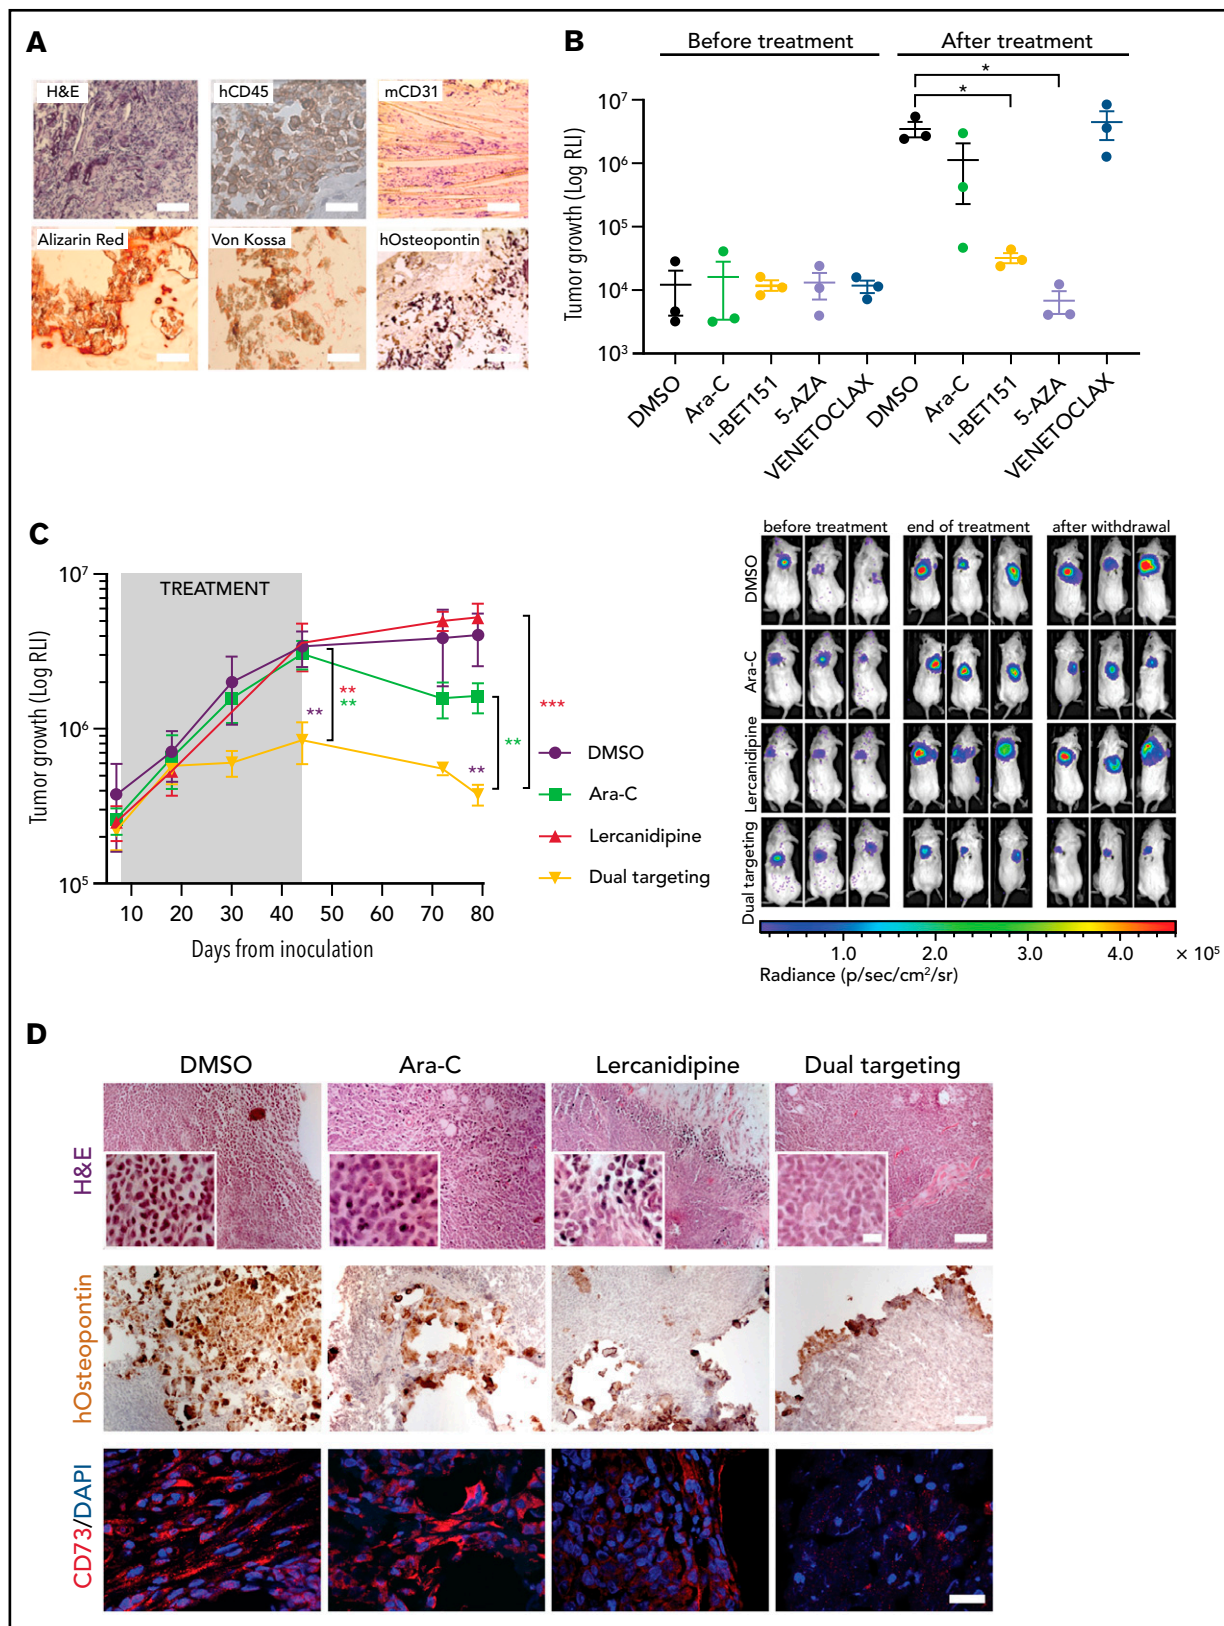 A
H&E
hCD45
mCD31
Alizarin Red
Von Kossa
hOsteopontin
B
Before treatment
After treatment
*
*
Tumor growth (Log RLI)
10⁷
10⁶
10⁵
10⁴
10³
DMSO
Ara-C
I-BET151
5-AZA
VENETOCLAX
DMSO
Ara-C
I-BET151
5-AZA
VENETOCLAX
C
TREATMENT
Tumor growth (Log RLI)
10⁷
10⁶
10⁵
10 20 30 40 50 60 70 80
Days from inoculation
**
**
**
***
**
**
DMSO
Ara-C
Lercanidipine
Dual targeting
before treatment
end of treatment
after withdrawal
DMSO
Ara-C
Lercanidipine
Dual targeting
1.0 2.0 3.0 4.0 × 10⁵
Radiance (p/sec/cm²/sr)
D
DMSO
Ara-C
Lercanidipine
Dual targeting
H&E
hOsteopontin
CD73/DAPI